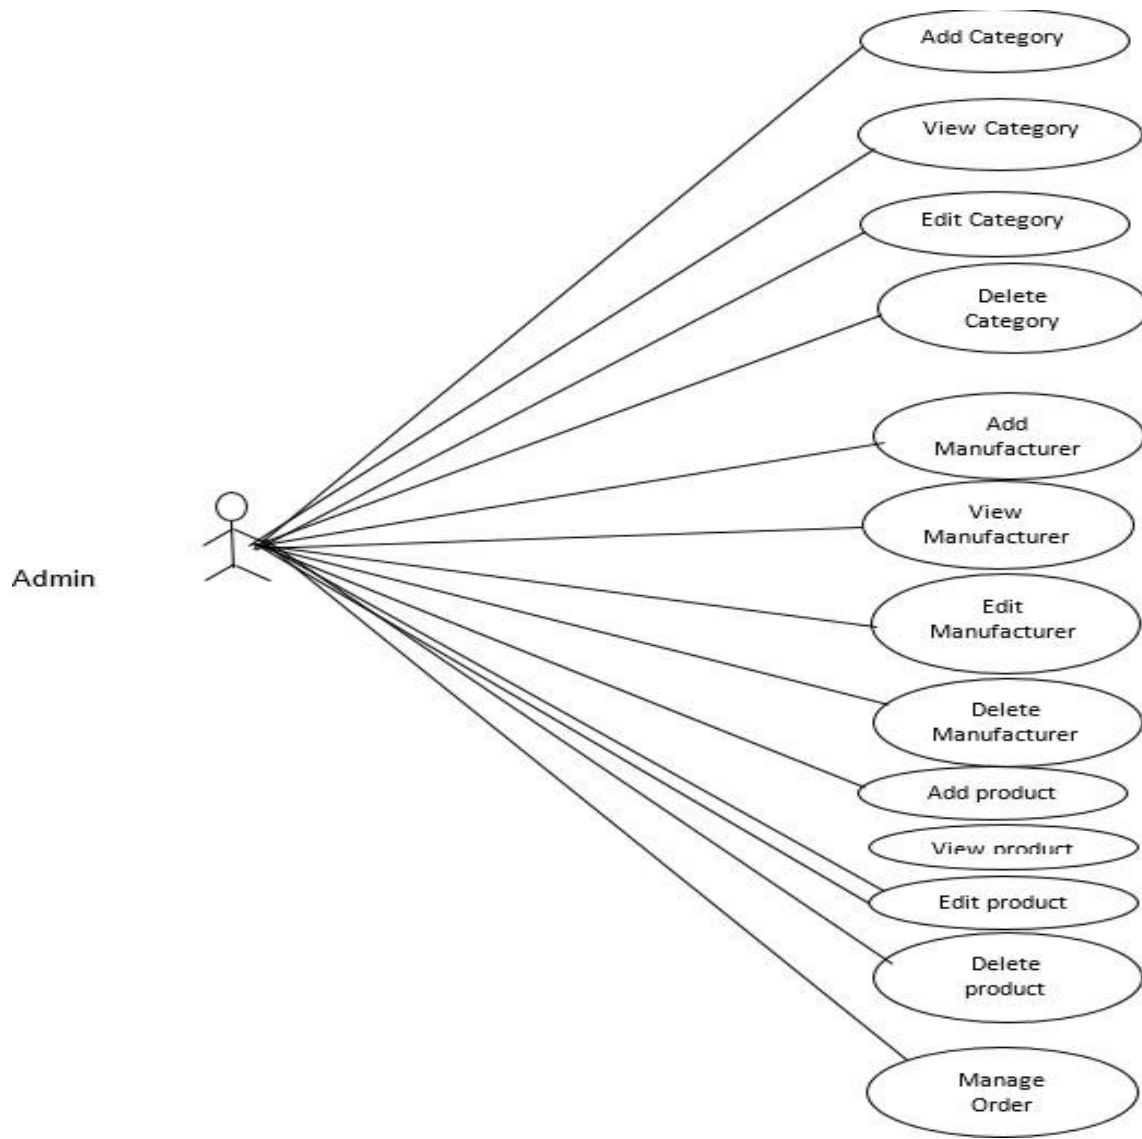 Add Category
View Category
Edit Category
Delete
Category
Add
Manufacturer
View
Manufacturer
Edit
Manufacturer
Admin
Delete
Manufacturer
Add product
View product
Edit product
Delete
product
Manage
Order